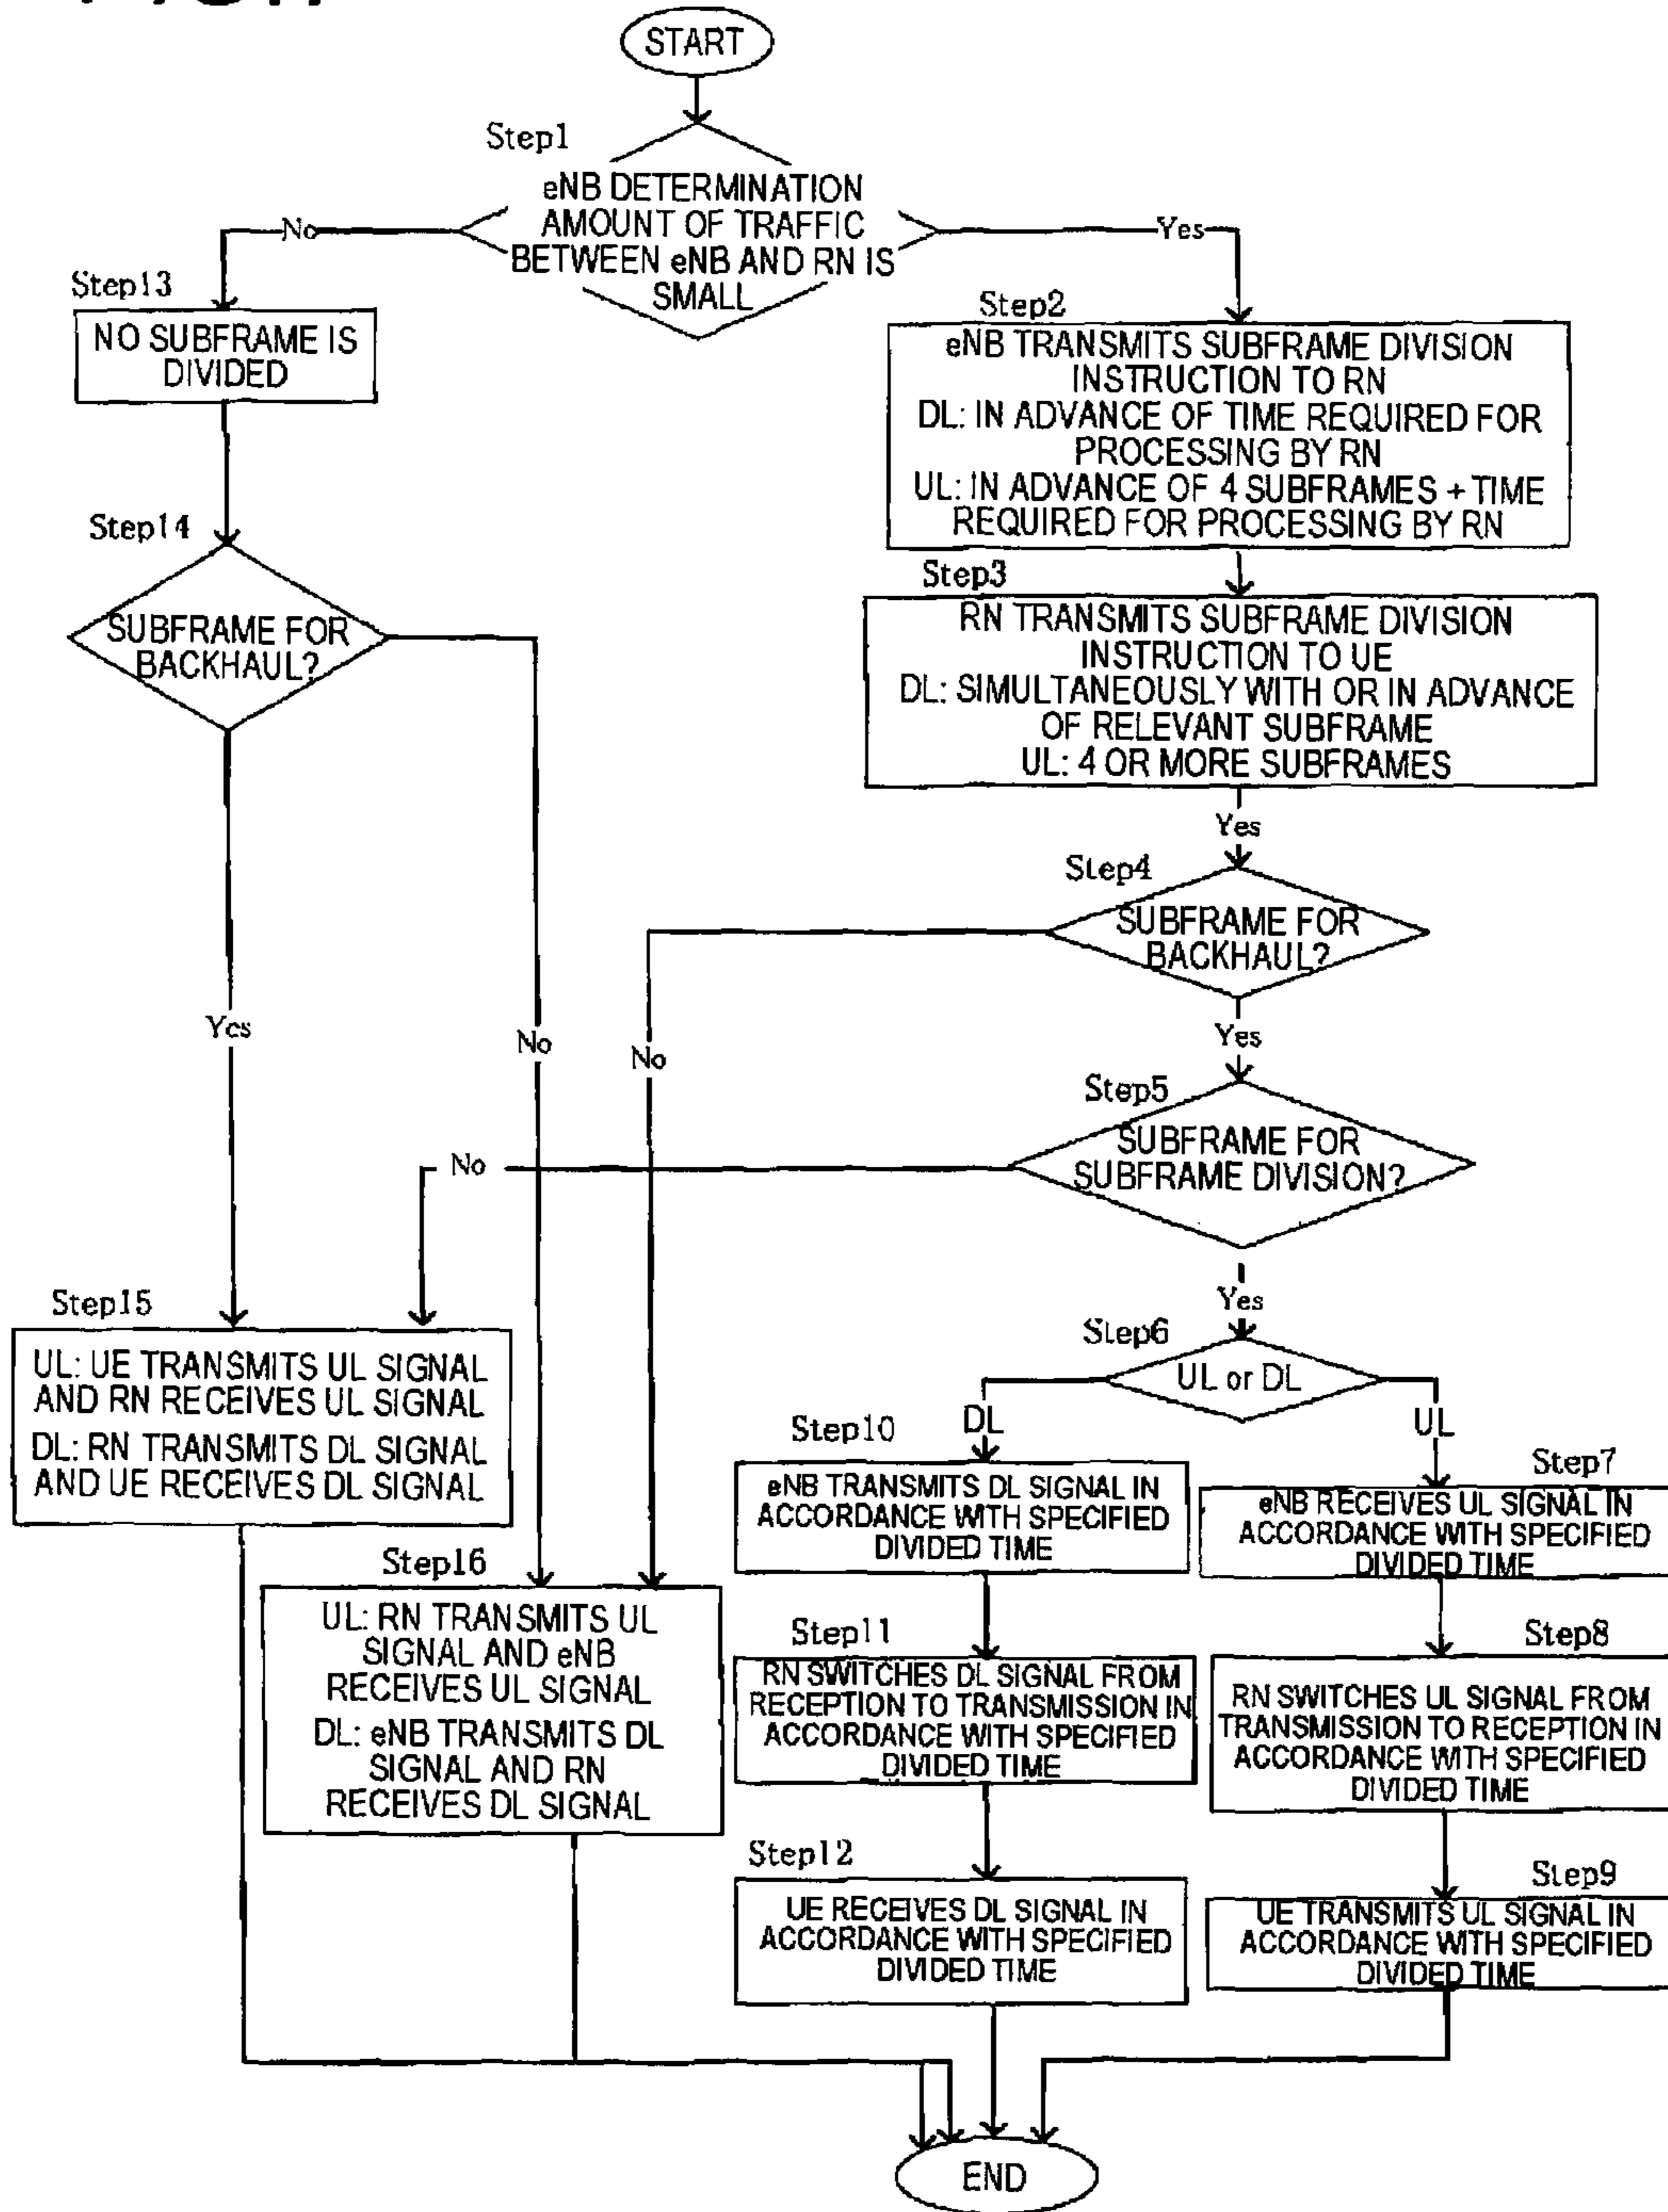 START
Step1
eNB DETERMINATION
AMOUNT OF TRAFFIC
BETWEEN eNB AND RN IS
SMALL
No
Yes
Step13
NO SUBFRAME IS
DIVIDED
Step2
eNB TRANSMITS SUBFRAME DIVISION
INSTRUCTION TO RN
DL: IN ADVANCE OF TIME REQUIRED FOR
PROCESSING BY RN
UL: IN ADVANCE OF 4 SUBFRAMES + TIME
REQUIRED FOR PROCESSING BY RN
Step14
SUBFRAME FOR
BACKHAUL?
Step3
RN TRANSMITS SUBFRAME DIVISION
INSTRUCTION TO UE
DL: SIMULTANEOUSLY WITH OR IN ADVANCE
OF RELEVANT SUBFRAME
UL: 4 OR MORE SUBFRAMES
Yes
Step4
SUBFRAME FOR
BACKHAUL?
Yes
No
No
Yes
Step5
SUBFRAME FOR
SUBFRAME DIVISION?
No
Yes
Step6
UL or DL
DL
UL
Step15
UL: UE TRANSMITS UL SIGNAL
AND RN RECEIVES UL SIGNAL
DL: RN TRANSMITS DL SIGNAL
AND UE RECEIVES DL SIGNAL
Step16
UL: RN TRANSMITS UL
SIGNAL AND eNB
RECEIVES UL SIGNAL
DL: eNB TRANSMITS DL
SIGNAL AND RN
RECEIVES DL SIGNAL
Step10
eNB TRANSMITS DL SIGNAL IN
ACCORDANCE WITH SPECIFIED
DIVIDED TIME
Step7
eNB RECEIVES UL SIGNAL IN
ACCORDANCE WITH SPECIFIED
DIVIDED TIME
Step11
RN SWITCHES DL SIGNAL FROM
RECEPTION TO TRANSMISSION IN
ACCORDANCE WITH SPECIFIED
DIVIDED TIME
Step8
RN SWITCHES UL SIGNAL FROM
TRANSMISSION TO RECEPTION IN
ACCORDANCE WITH SPECIFIED
DIVIDED TIME
Step12
UE RECEIVES DL SIGNAL IN
ACCORDANCE WITH SPECIFIED
DIVIDED TIME
Step9
UE TRANSMITS UL SIGNAL IN
ACCORDANCE WITH SPECIFIED
DIVIDED TIME
END